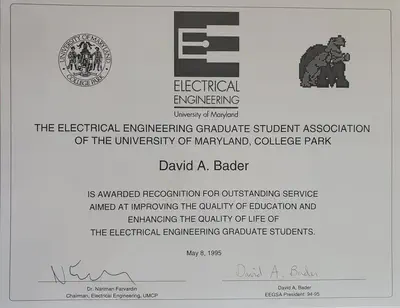 UNIVERSITY OF MARYLAND
COLLEGE PARK
ELECTRICAL
ENGINEERING
University of Maryland
M
THE ELECTRICAL ENGINEERING GRADUATE STUDENT ASSOCIATION
OF THE UNIVERSITY OF MARYLAND, COLLEGE PARK
David A. Bader
IS AWARDED RECOGNITION FOR OUTSTANDING SERVICE
AIMED AT IMPROVING THE QUALITY OF EDUCATION AND
ENHANCING THE QUALITY OF LIFE OF
THE ELECTRICAL ENGINEERING GRADUATE STUDENTS.
May 8, 1995
David A. Bader
Dr. Nariman Farvardin
Chairman, Electrical Engineering, UMCP
David A. Bader
EEGSA President 94-95